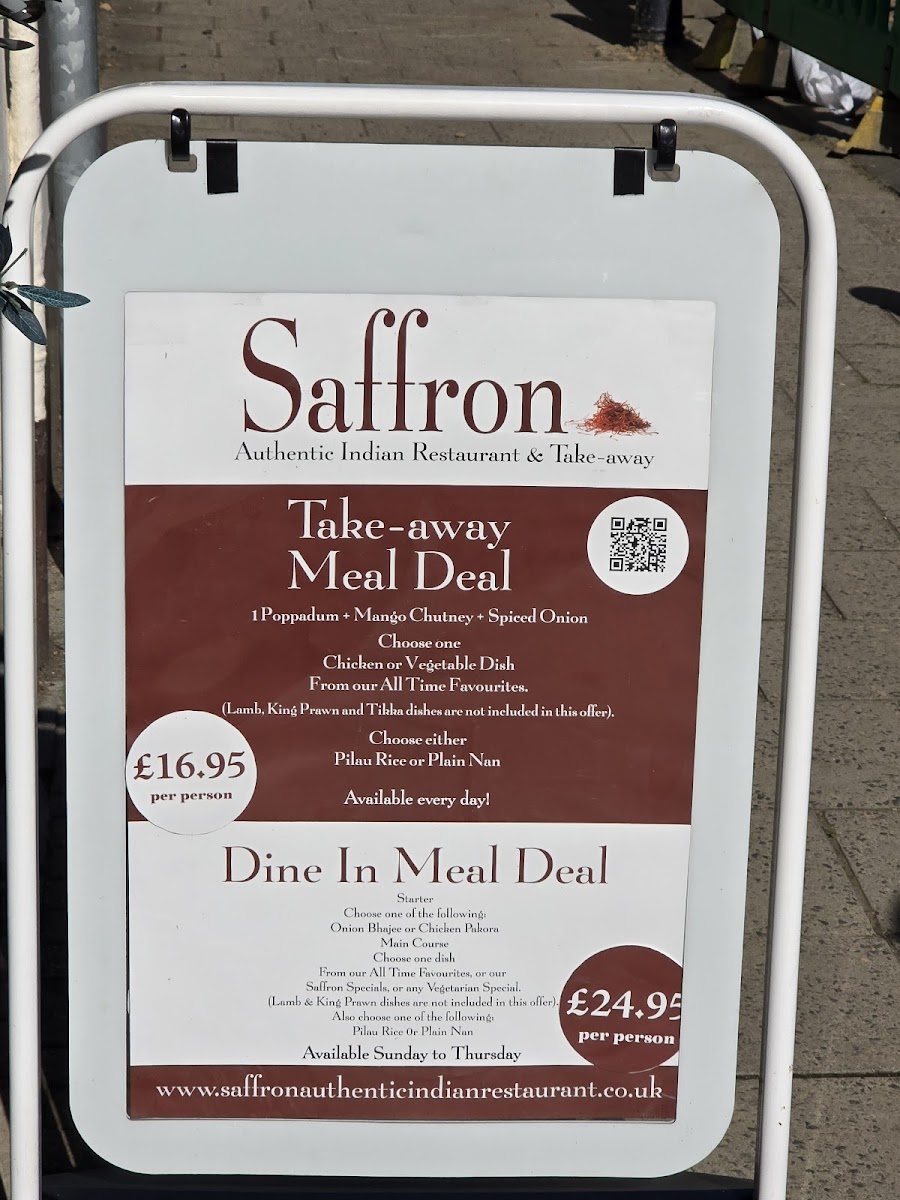 Saffron
Authentic Indian Restaurant & Take-away
Take-away
Meal Deal
1 Poppadum + Mango Chutney + Spiced Onion
Choose one
Chicken or Vegetable Dish
From our All Time Favourites.
(Lamb, King Prawn and Tikka dishes are not included in this offer).
Choose either
Pilau Rice or Plain Nan
Available every day!
£16.95
per person
Dine In Meal Deal
Starter
Choose one of the following:
Onion Bhajee or Chicken Pakora
Main Course
Choose one dish
From our All Time Favourites, or our
Saffron Specials, or any Vegetarian Special.
(Lamb & King Prawn dishes are not included in this offer).
Also choose one of the following:
Pilau Rice 0r Plain Nan
Available Sunday to Thursday
£24.95
per person
www.saffronauthenticindianrestaurant.co.uk